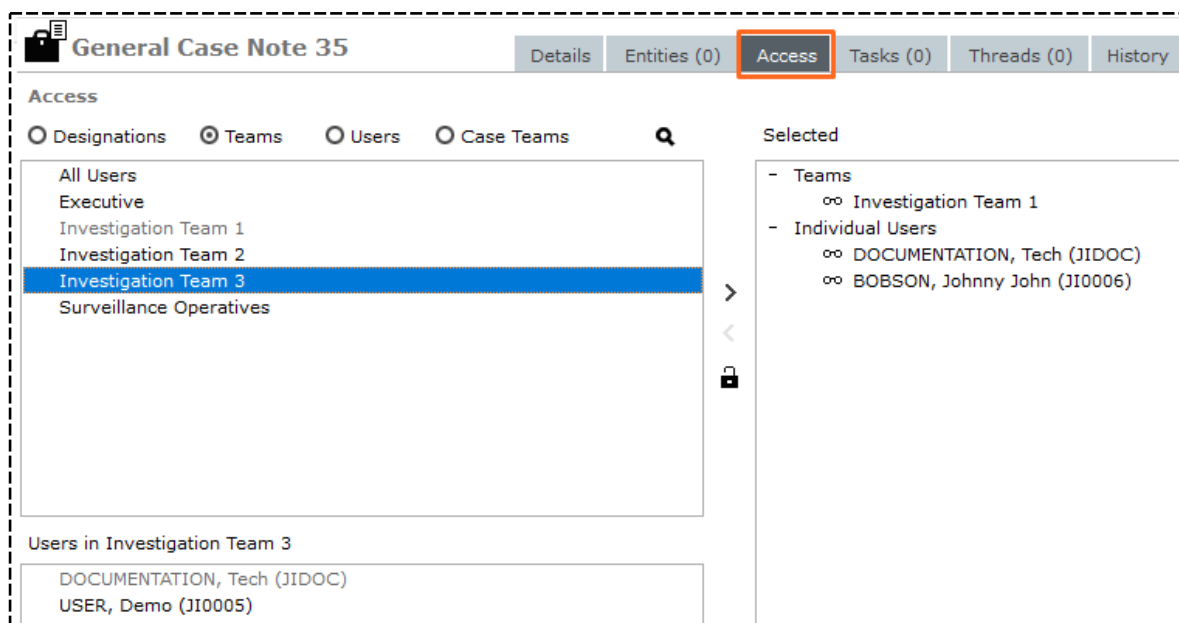 General Case Note 35
Details Entities (0) Access Tasks (0) Threads (0) History
Access
Designations Teams Users Case Teams
All Users
Executive
Investigation Team 1
Investigation Team 2
Investigation Team 3
Surveillance Operatives
Users in Investigation Team 3
DOCUMENTATION, Tech (JIDOC)
USER, Demo (JI0005)
Selected
- Teams
Investigation Team 1
- Individual Users
DOCUMENTATION, Tech (JIDOC)
BOBSON, Johnny John (JI0006)